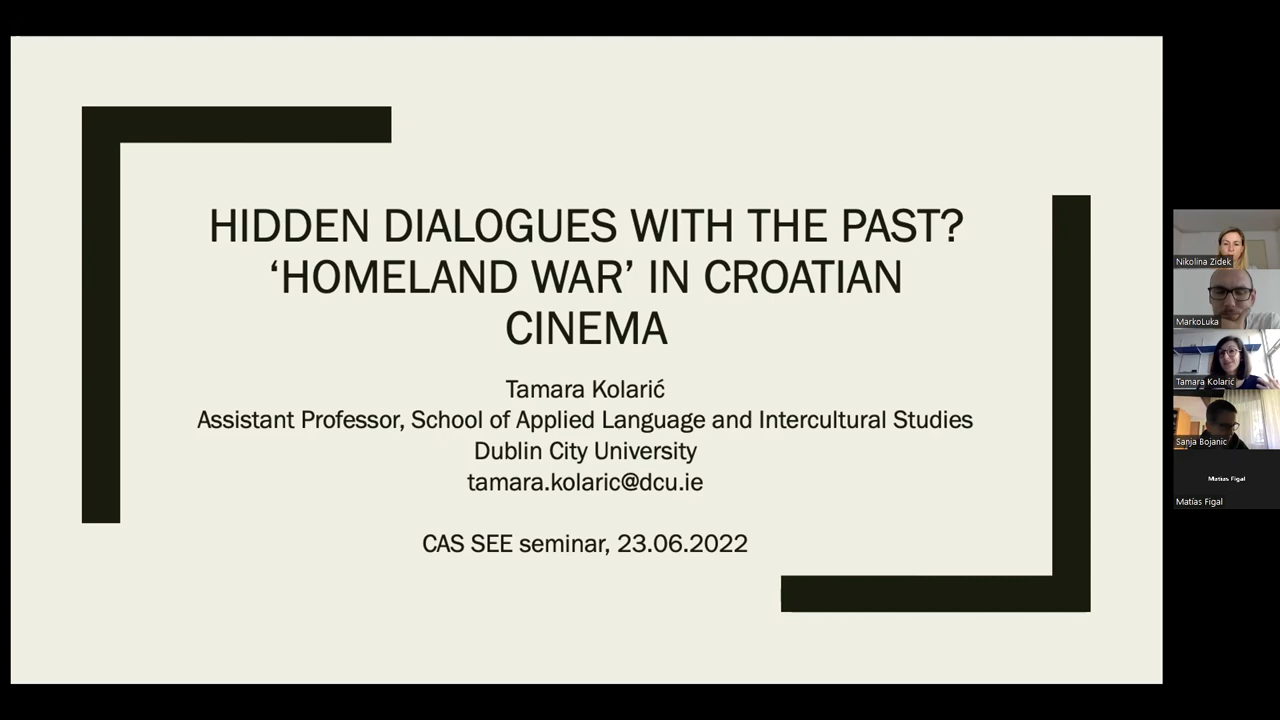 HIDDEN DIALOGUES WITH THE PAST?
‘HOMELAND WAR’ IN CROATIAN
CINEMA
Tamara Kolarić
Assistant Professor, School of Applied Language and Intercultural Studies
Dublin City University
tamara.kolaric@dcu.ie
CAS SEE seminar, 23.06.2022
Nikolina Zidek
MarkoLuka
Tamara Kolarić
Sanja Bojanic
Matias Figal
Matías Figal